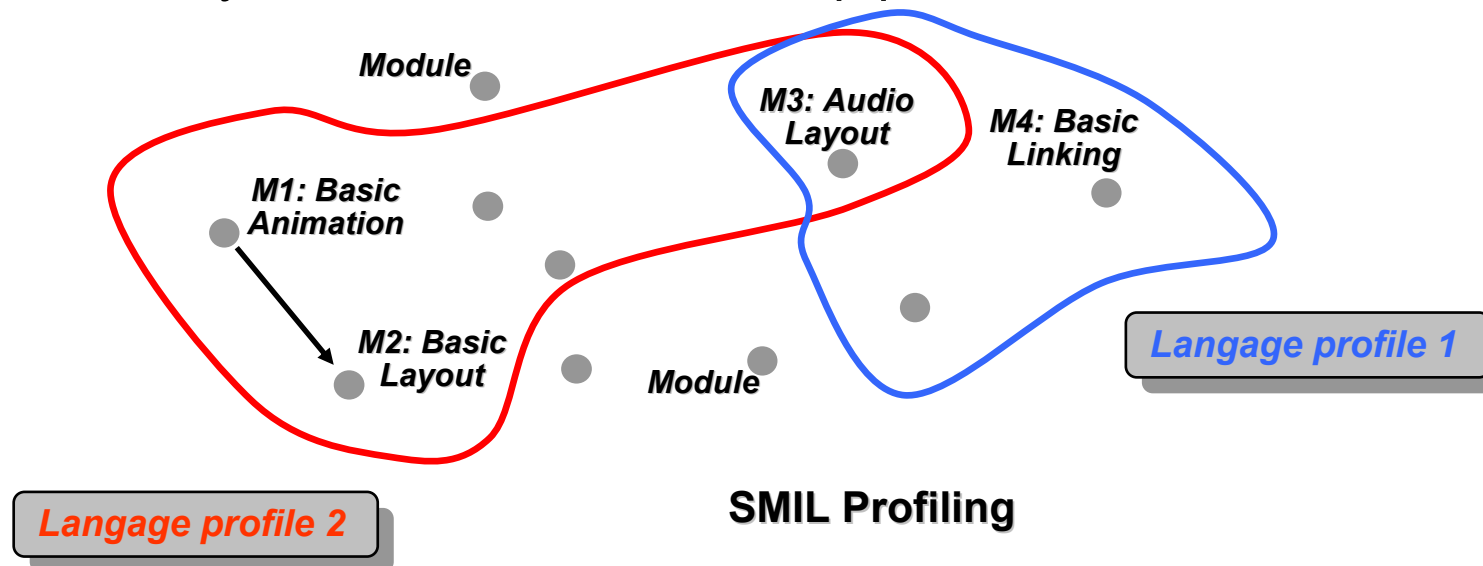 Module
M3: Audio
Layout
M4: Basic
Linking
M1: Basic
Animation
M2: Basic
Layout
Module
Langage profile 1
SMIL Profiling
Langage profile 2